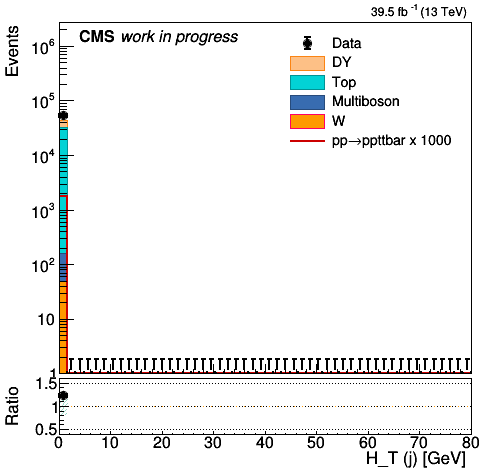 39.5 fb⁻¹ (13 TeV)
CMS work in progress
Events
10⁶
10⁵
10⁴
10³
10²
10
1
Data
DY
Top
Multiboson
W
pp→ppttbar x 1000
Ratio
1.5
1
0.5
0 10 20 30 40 50 60 70 80
H_T (j) [GeV]